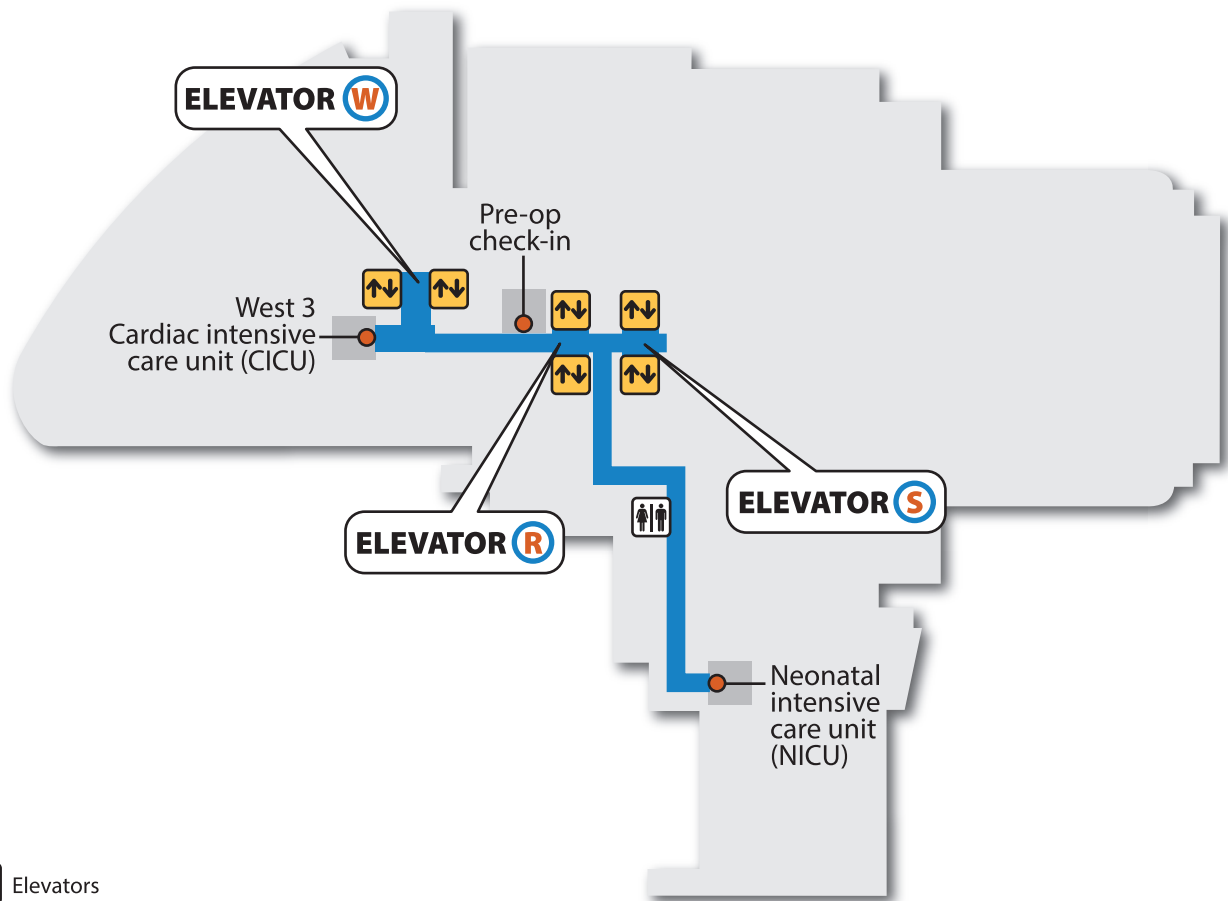 ELEVATOR W
Pre-op
check-in
West 3
Cardiac intensive
care unit (CICU)
ELEVATOR R
ELEVATOR S
Neonatal
intensive
care unit
(NICU)
Elevators